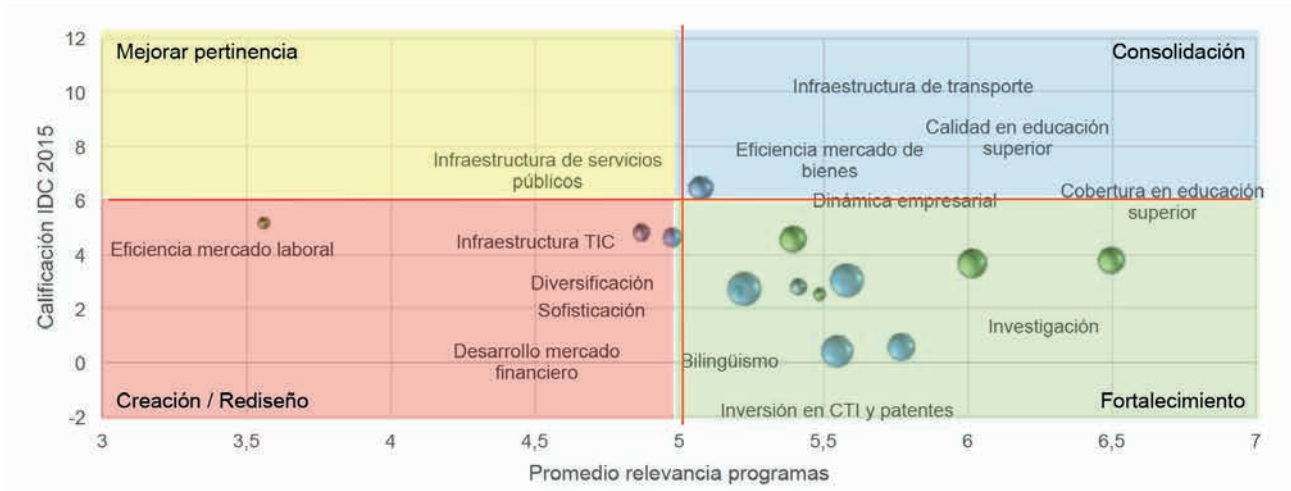 12
Mejorar pertinencia
Consolidación
10
Infraestructura de transporte
Calidad en educación
superior
8
Eficiencia mercado de
bienes
Infraestructura de servicios
públicos
6
Dinámica empresarial
Cobertura en educación
superior
Eficiencia mercado laboral
Infraestructura TIC
4
Diversificación
2
Sofisticación
Investigación
Desarrollo mercado
financiero
0
Bilingüismo
Creación / Rediseño
Inversión en CTI y patentes
Fortalecimiento
-2
3
3,5
4
4,5
5
5,5
6
6,5
7
Calificación IDC 2015
Promedio relevancia programas